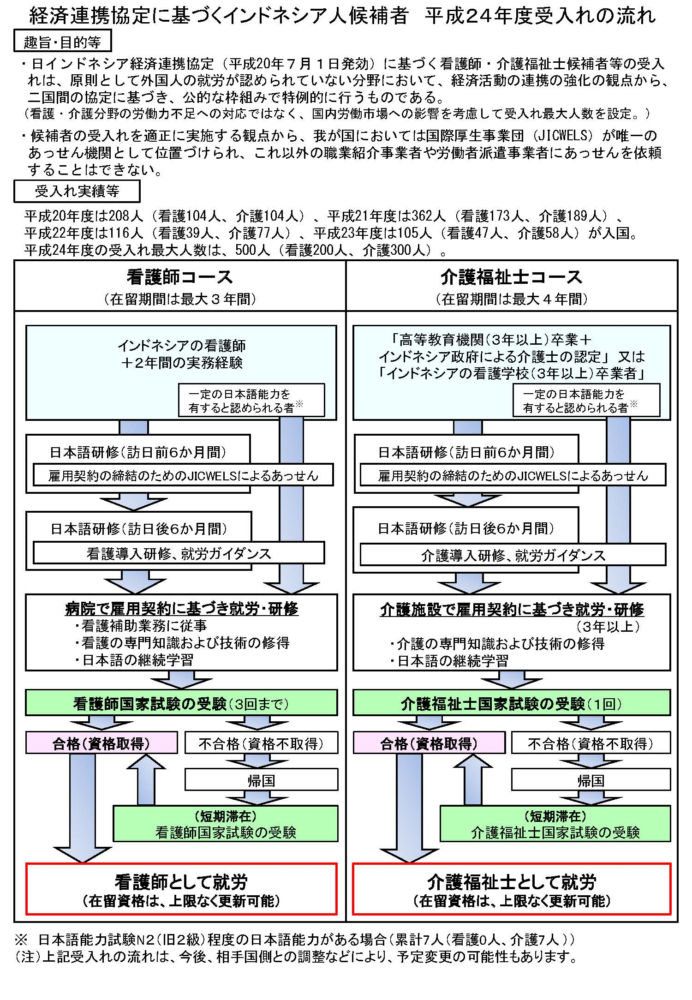 経済連携協定に基づくインドネシア人候補者　平成２４年度受入れの流れ
趣旨・目的等
・日インドネシア経済連携協定（平成20年７月１日発効）に基づく看護師・介護福祉士候補者等の受入
れは、原則として外国人の就労が認められていない分野において、経済活動の連携の強化の観点から、
二国間の協定に基づき、公的な枠組みで特例的に行うものである。
（看護・介護分野の労働力不足への対応ではなく、国内労働市場への影響を考慮して受入れ最大人数を設定。）
・候補者の受入れを適正に実施する観点から、我が国においては国際厚生事業団（JICWELS）が唯一の
あっせん機関として位置づけられ、これ以外の職業紹介事業者や労働者派遣事業者にあっせんを依頼
することはできない。
受入れ実績等
平成20年度は208人（看護104人、介護104人）、平成21年度は362人（看護173人、介護189人）、
平成22年度は116人（看護39人、介護77人）、平成23年度は105人（看護47人、介護58人）が入国。
平成24年度の受入れ最大人数は、500人（看護200人、介護300人）。
看護師コース
（在留期間は最大３年間）
インドネシアの看護師
＋２年間の実務経験
一定の日本語能力を
有すると認められる者※
日本語研修（訪日前６か月間）
雇用契約の締結のためのJICWELSによるあっせん
日本語研修（訪日後６か月間）
看護導入研修、就労ガイダンス
病院で雇用契約に基づき就労・研修
・看護補助業務に従事
・看護の専門知識および技術の修得
・日本語の継続学習
看護師国家試験の受験（３回まで）
合格（資格取得）
不合格（資格不取得）
帰国
（短期滞在）
看護師国家試験の受験
看護師として就労
（在留資格は、上限なく更新可能）
介護福祉士コース
（在留期間は最大４年間）
「高等教育機関（３年以上）卒業＋
インドネシア政府による介護士の認定」 又は
「インドネシアの看護学校（３年以上）卒業者」
一定の日本語能力を
有すると認められる者※
日本語研修（訪日前６か月間）
雇用契約の締結のためのJICWELSによるあっせん
日本語研修（訪日後６か月間）
介護導入研修、就労ガイダンス
介護施設で雇用契約に基づき就労・研修
（３年以上）
・介護の専門知識および技術の修得
・日本語の継続学習
介護福祉士国家試験の受験（１回）
合格（資格取得）
不合格（資格不取得）
帰国
（短期滞在）
介護福祉士国家試験の受験
介護福祉士として就労
（在留資格は、上限なく更新可能）
※　日本語能力試験N２（旧２級）程度の日本語能力がある場合（累計7人（看護0人、介護7人））
（注）上記受入れの流れは、今後、相手国側との調整などにより、予定変更の可能性もあります。